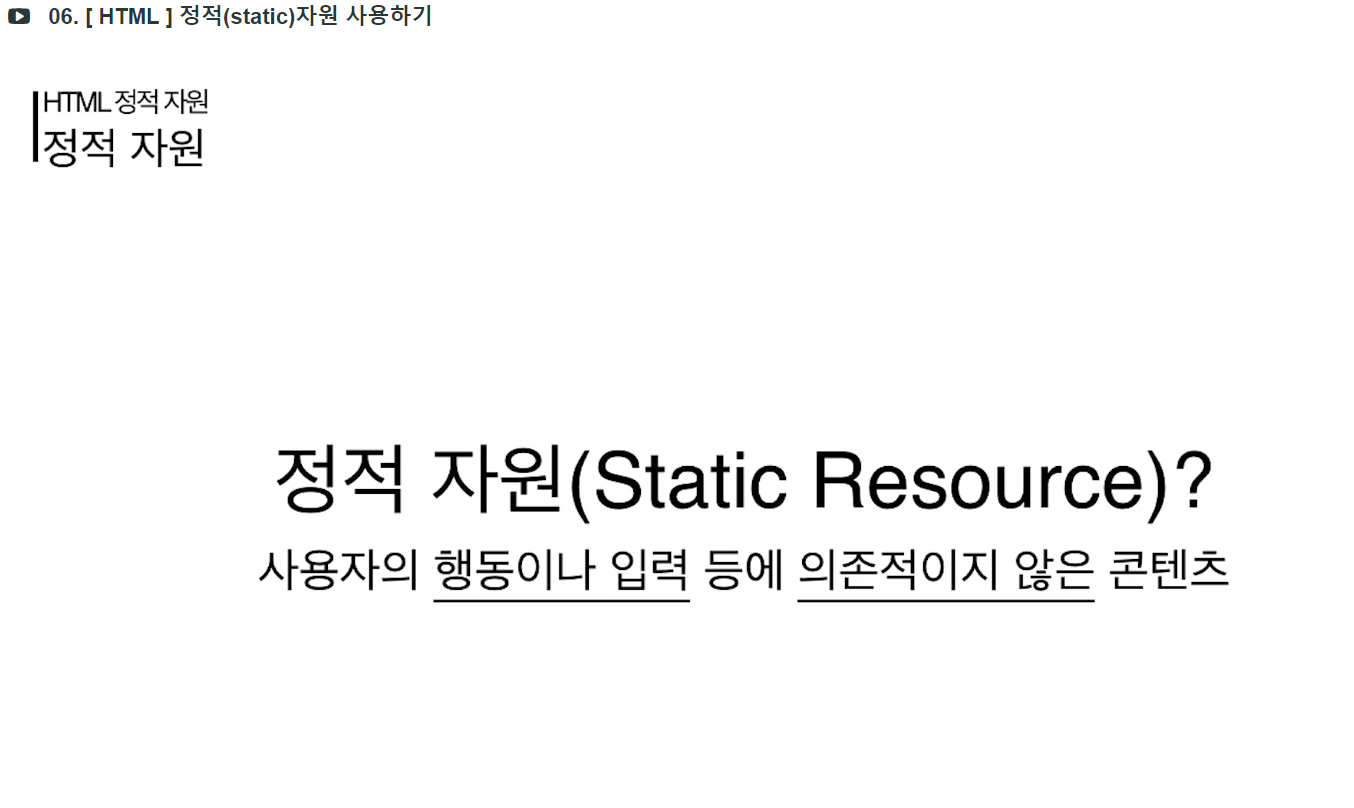 06. [ HTML ] 정적(static)자원 사용하기
HTML 정적 자원
정적 자원
정적 자원(Static Resource)?
사용자의 행동이나 입력 등에 의존적이지 않은 콘텐츠